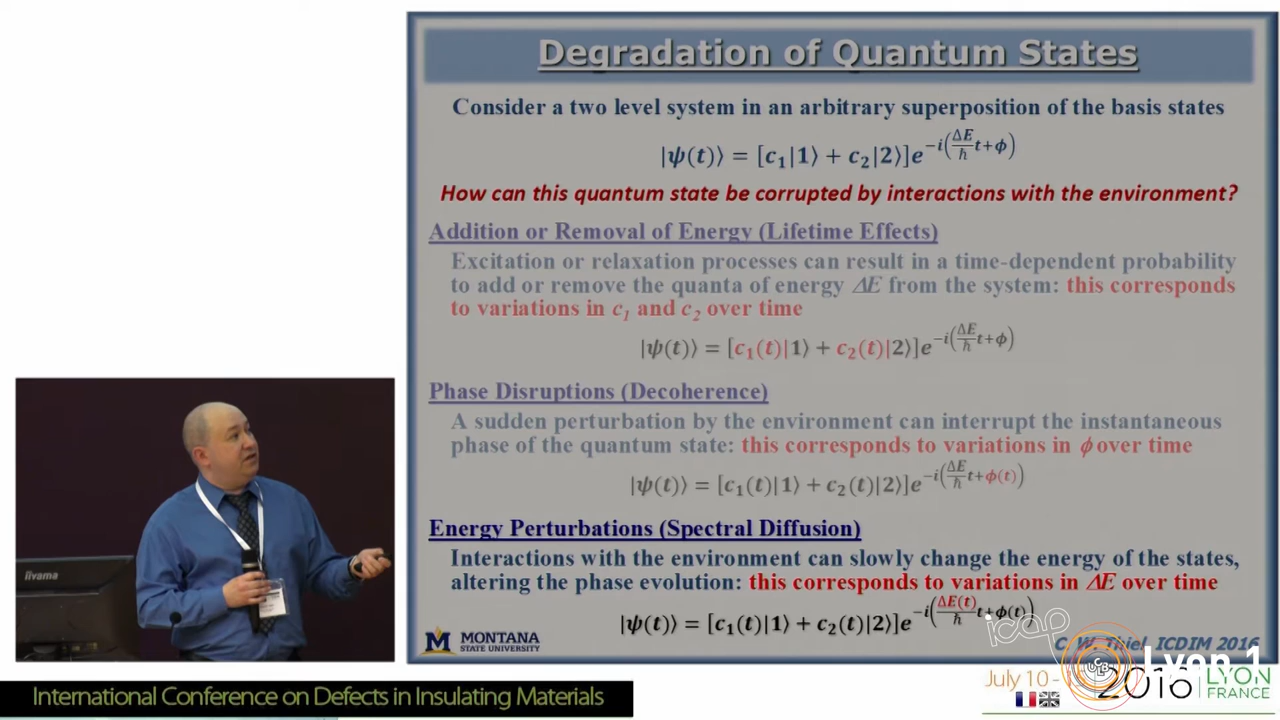 Degradation of Quantum States
Consider a two level system in an arbitrary superposition of the basis states
|ψ(t)⟩ = [c₁|1⟩ + c₂|2⟩]e^{-i(ΔE/ħ t+ϕ)}
How can this quantum state be corrupted by interactions with the environment?
Addition or Removal of Energy (Lifetime Effects)
Excitation or relaxation processes can result in a time-dependent probability
to add or remove the quanta of energy ΔE from the system: this corresponds
to variations in c₁ and c₂ over time
|ψ(t)⟩ = [c₁(t)|1⟩ + c₂(t)|2⟩]e^{-i(ΔE/ħ t+ϕ)}
Phase Disruptions (Decoherence)
A sudden perturbation by the environment can interrupt the instantaneous
phase of the quantum state: this corresponds to variations in ϕ over time
|ψ(t)⟩ = [c₁(t)|1⟩ + c₂(t)|2⟩]e^{-i(ΔE/ħ t+ϕ(t))}
Energy Perturbations (Spectral Diffusion)
Interactions with the environment can slowly change the energy of the states,
altering the phase evolution: this corresponds to variations in ΔE over time
|ψ(t)⟩ = [c₁(t)|1⟩ + c₂(t)|2⟩]e^{-i(ΔE(t)/ħ t+ϕ(t))}
MONTANA
STATE UNIVERSITY
C.W. Thiel, ICDIM 2016
icap
UCBL
Lyon 1
iiyama
International Conference on Defects in Insulating Materials
July 10 -
2016
LYON
FRANCE